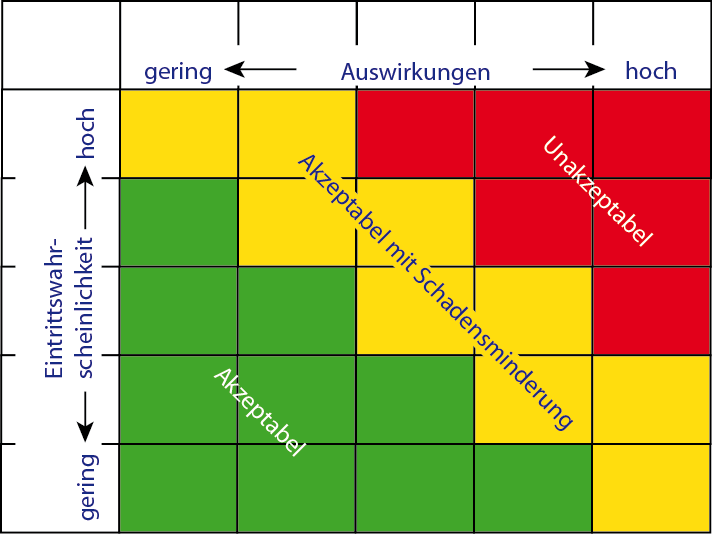 gering Auswirkungen hoch
hoch
Eintrittswahr-
scheinlichkeit
gering
Unakzeptabel
Akzeptabel mit Schadensminderung
Akzeptabel